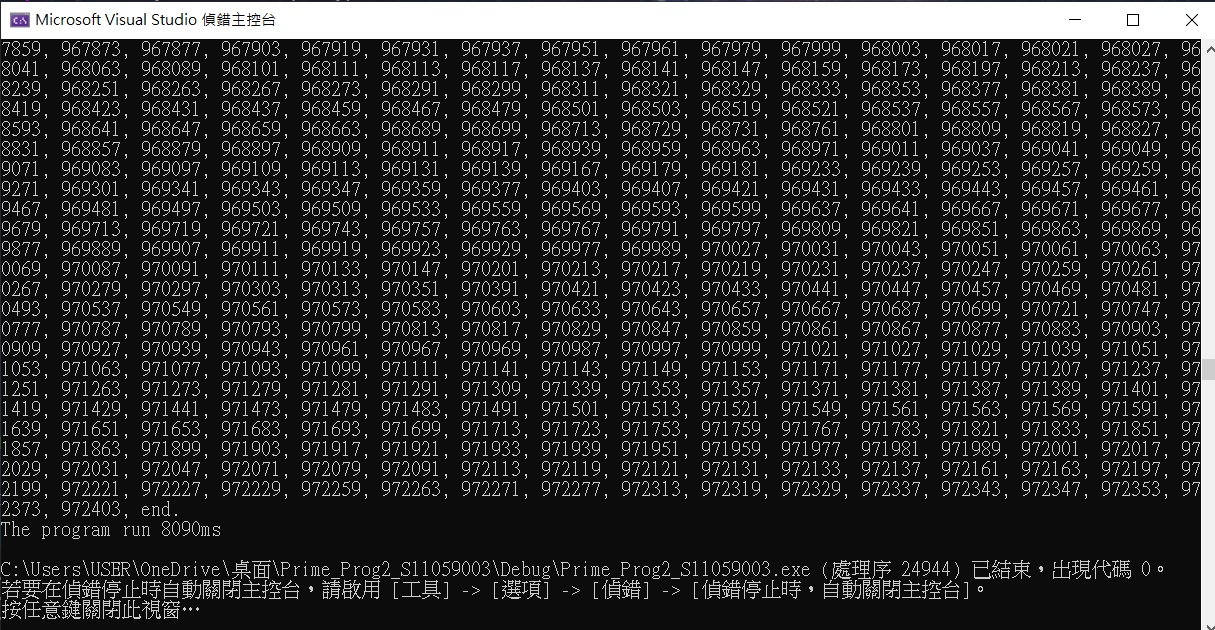 Microsoft Visual Studio 偵錯主控台
7859, 967873, 967877, 967903, 967919, 967931, 967937, 967951, 967961, 967979, 967999, 968003, 968017, 968021, 968027, 96
8041, 968063, 968089, 968101, 968111, 968113, 968117, 968137, 968141, 968147, 968159, 968173, 968197, 968213, 968237, 96
8239, 968251, 968263, 968267, 968273, 968291, 968299, 968311, 968321, 968329, 968333, 968353, 968377, 968381, 968389, 96
8419, 968423, 968431, 968437, 968459, 968467, 968479, 968501, 968503, 968519, 968521, 968537, 968557, 968567, 968573, 96
8593, 968641, 968647, 968659, 968663, 968689, 968699, 968713, 968729, 968731, 968761, 968801, 968809, 968819, 968827, 96
8831, 968857, 968879, 968897, 968909, 968911, 968917, 968939, 968959, 968963, 968971, 969011, 969037, 969041, 969049, 96
9071, 969083, 969097, 969109, 969113, 969131, 969139, 969167, 969179, 969181, 969233, 969239, 969253, 969257, 969259, 96
9271, 969301, 969341, 969343, 969347, 969359, 969377, 969403, 969407, 969421, 969431, 969433, 969443, 969457, 969461, 96
9467, 969481, 969497, 969503, 969509, 969533, 969559, 969569, 969593, 969599, 969637, 969641, 969667, 969671, 969677, 96
9679, 969713, 969719, 969721, 969743, 969757, 969763, 969767, 969791, 969797, 969809, 969821, 969851, 969863, 969869, 96
9877, 969889, 969907, 969911, 969919, 969923, 969929, 969977, 969989, 970027, 970031, 970043, 970051, 970061, 970063, 97
0069, 970087, 970091, 970111, 970133, 970147, 970201, 970213, 970217, 970219, 970231, 970237, 970247, 970259, 970261, 97
0267, 970279, 970297, 970303, 970313, 970351, 970391, 970421, 970423, 970433, 970441, 970447, 970457, 970469, 970481, 97
0493, 970537, 970549, 970561, 970573, 970583, 970603, 970633, 970643, 970657, 970667, 970687, 970699, 970721, 970747, 97
0777, 970787, 970789, 970793, 970799, 970813, 970817, 970829, 970847, 970859, 970861, 970867, 970877, 970883, 970903, 97
0909, 970927, 970939, 970943, 970961, 970967, 970969, 970987, 970997, 970999, 971021, 971027, 971029, 971039, 971051, 97
1053, 971063, 971077, 971093, 971099, 971111, 971141, 971143, 971149, 971153, 971171, 971177, 971197, 971207, 971237, 97
1251, 971263, 971273, 971279, 971281, 971291, 971309, 971339, 971353, 971357, 971371, 971381, 971387, 971389, 971401, 97
1419, 971429, 971441, 971473, 971479, 971483, 971491, 971501, 971513, 971521, 971549, 971561, 971563, 971569, 971591, 97
1639, 971651, 971653, 971683, 971693, 971699, 971713, 971723, 971753, 971759, 971767, 971783, 971821, 971833, 971851, 97
1857, 971863, 971899, 971903, 971917, 971921, 971933, 971939, 971951, 971959, 971977, 971981, 971989, 972001, 972017, 97
2029, 972031, 972047, 972071, 972079, 972091, 972113, 972119, 972121, 972131, 972133, 972137, 972161, 972163, 972197, 97
2199, 972221, 972227, 972229, 972259, 972263, 972271, 972277, 972313, 972319, 972329, 972337, 972343, 972347, 972353, 97
2373, 972403, end.
The program run 8090ms
C:\Users\USER\OneDrive\桌面\Prime_Prog2_S11059003\Debug\Prime_Prog2_S11059003.exe (處理序 24944) 已結束，出現代碼 0。
若要在偵錯停止時自動關閉主控台，請啟用 [工具] -> [選項] -> [偵錯] -> [偵錯停止時，自動關閉主控台]。
按任意鍵關閉此視窗…